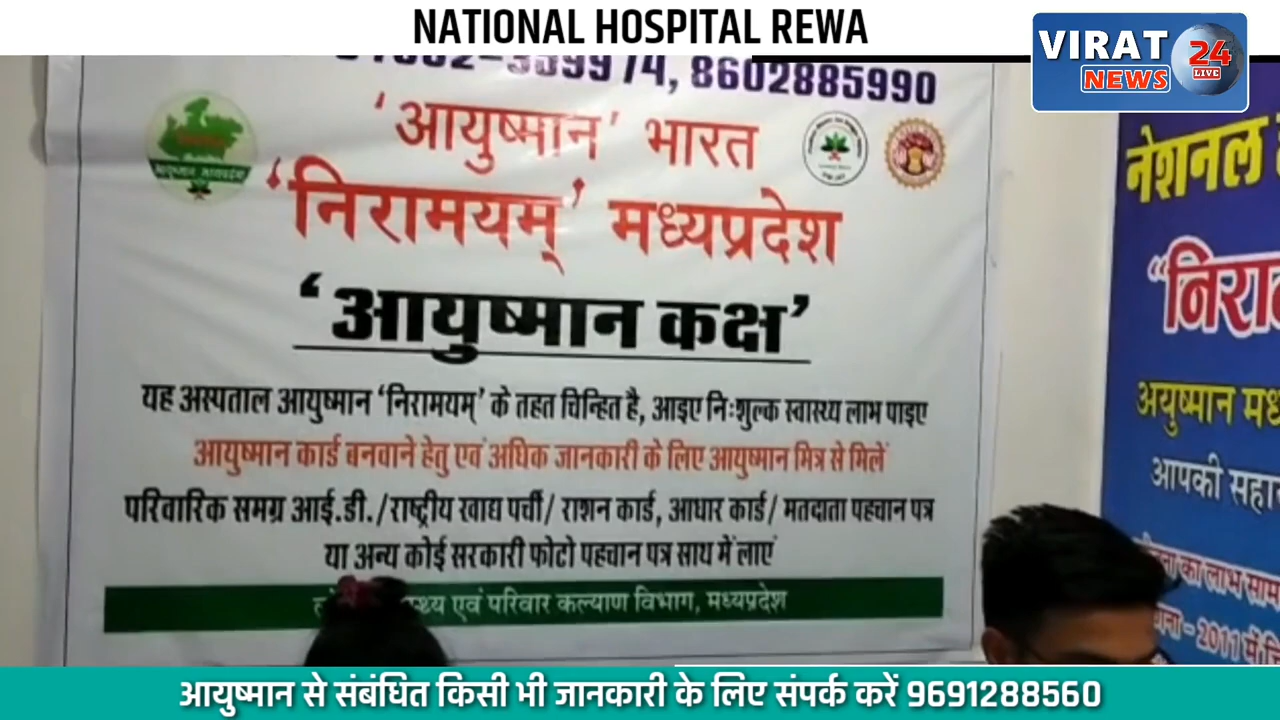 NATIONAL HOSPITAL REWA
VIRAT
NEWS
24
LIVE
8602885990
'आयुष्मान' भारत
'निरामयम्' मध्यप्रदेश
'आयुष्मान कक्ष'
यह अस्पताल आयुष्मान 'निरामयम्' के तहत चिन्हित है, आइए निःशुल्क स्वास्थ्य लाभ पाइए
आयुष्मान कार्ड बनवाने हेतु एवं अधिक जानकारी के लिए आयुष्मान मित्र से मिलें
परिवारिक समग्र आई.डी./राष्ट्रीय खाद्य पर्ची/ राशन कार्ड, आधार कार्ड/ मतदाता पहचान पत्र
या अन्य कोई सरकारी फोटो पहचान पत्र साथ में लाएं
एवं परिवार कल्याण विभाग, मध्यप्रदेश
नेशनल
अयुष्मान
आपकी
का लाभ
2011 में
आयुष्मान से संबंधित किसी भी जानकारी के लिए संपर्क करें 9691288560